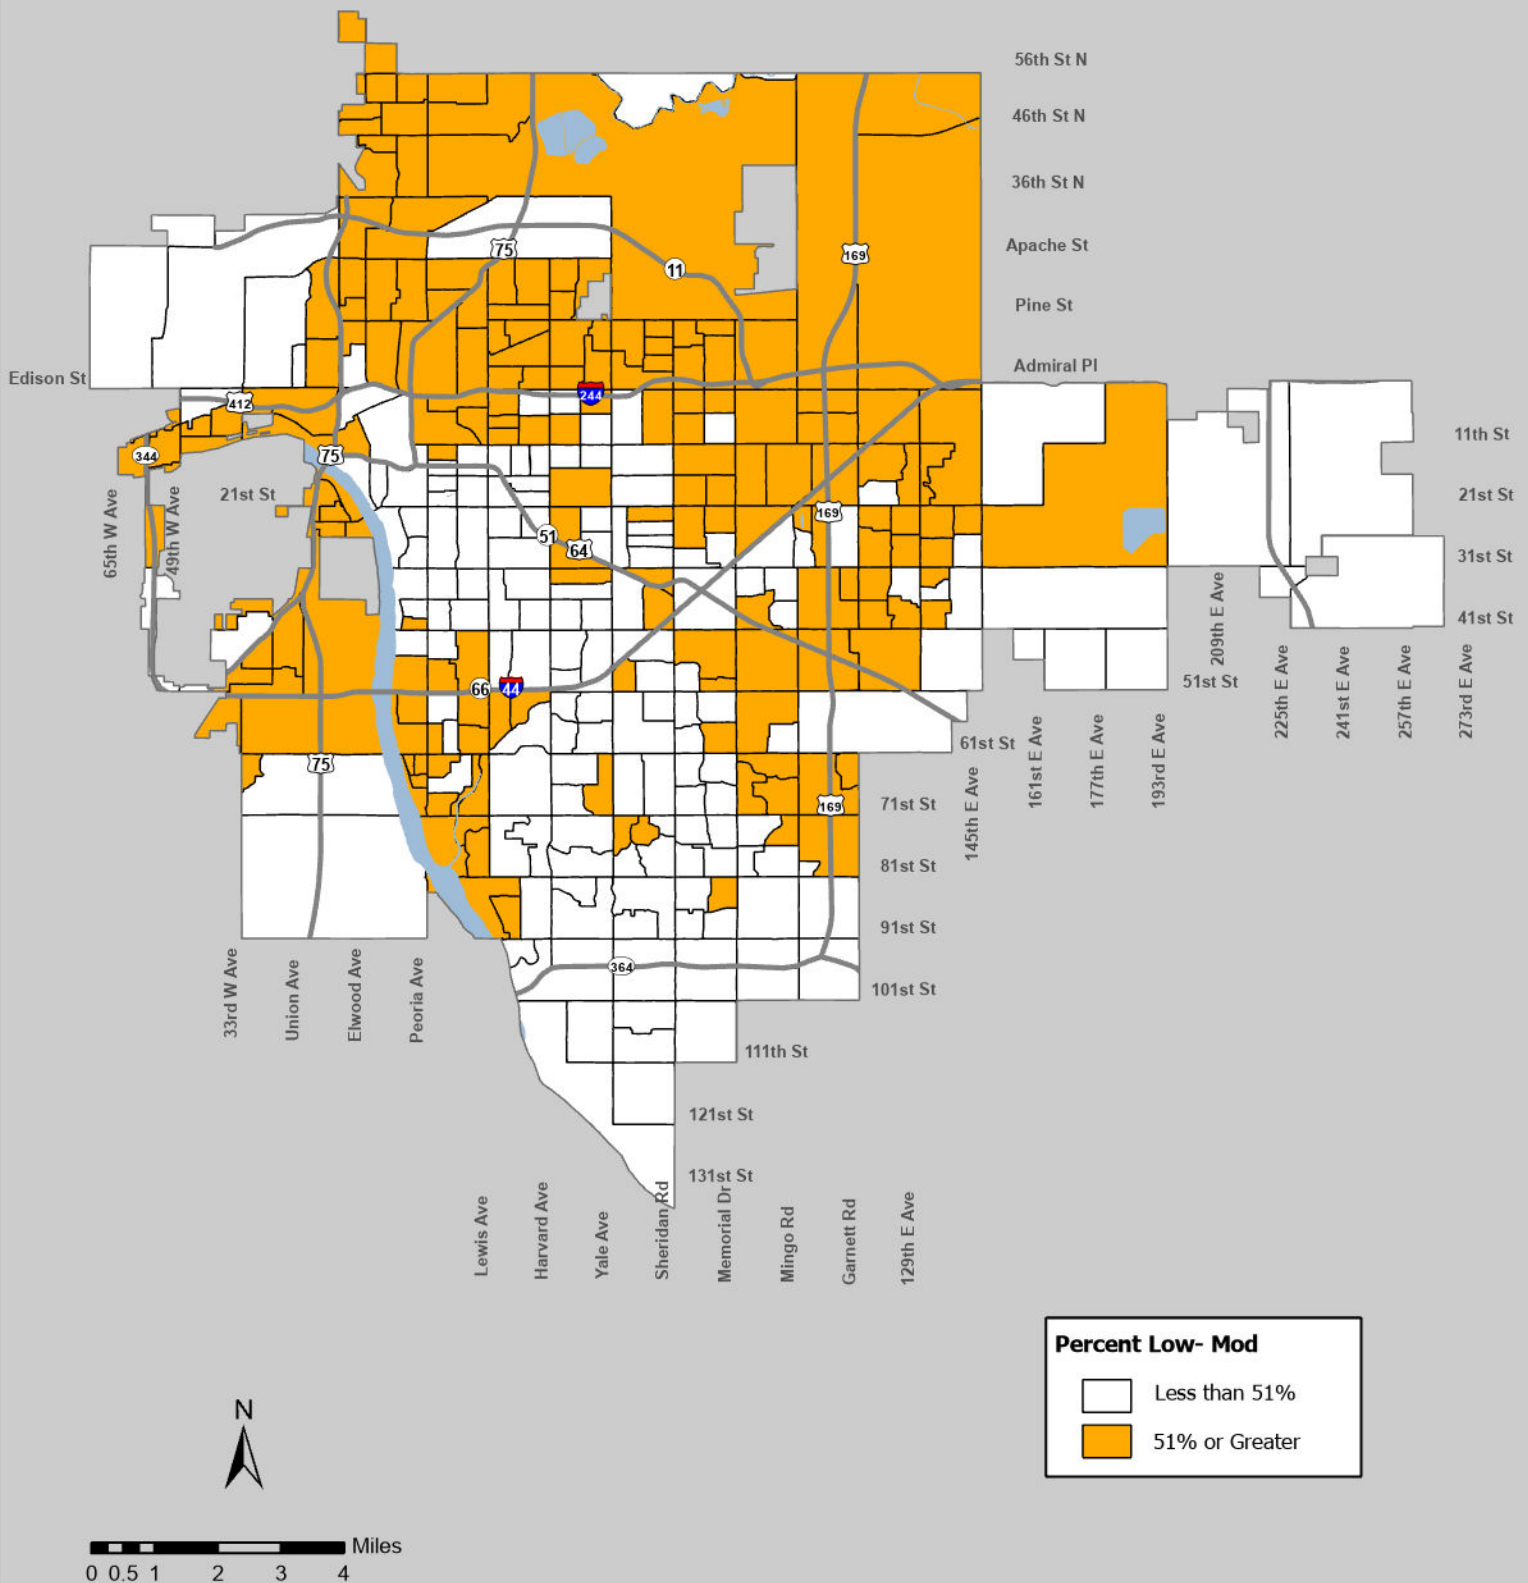 56th St N
46th St N
36th St N
Apache St
75
169
11
Pine St
Admiral Pl
Edison St
244
412
11th St
344
75
21st St
21st St
65th W Ave
49th W Ave
169
51
64
31st St
209th E Ave
41st St
66
44
51st St
225th E Ave
241st E Ave
257th E Ave
273rd E Ave
61st St
161st E Ave
177th E Ave
193rd E Ave
75
145th E Ave
169
71st St
81st St
91st St
33rd W Ave
Union Ave
Elwood Ave
Peoria Ave
364
101st St
111th St
121st St
131st St
Lewis Ave
Harvard Ave
Yale Ave
Sheridan Rd
Memorial Dr
Mingo Rd
Garnett Rd
129th E Ave
Percent Low- Mod
Less than 51%
51% or Greater
N
Miles
0 0.5 1 2 3 4